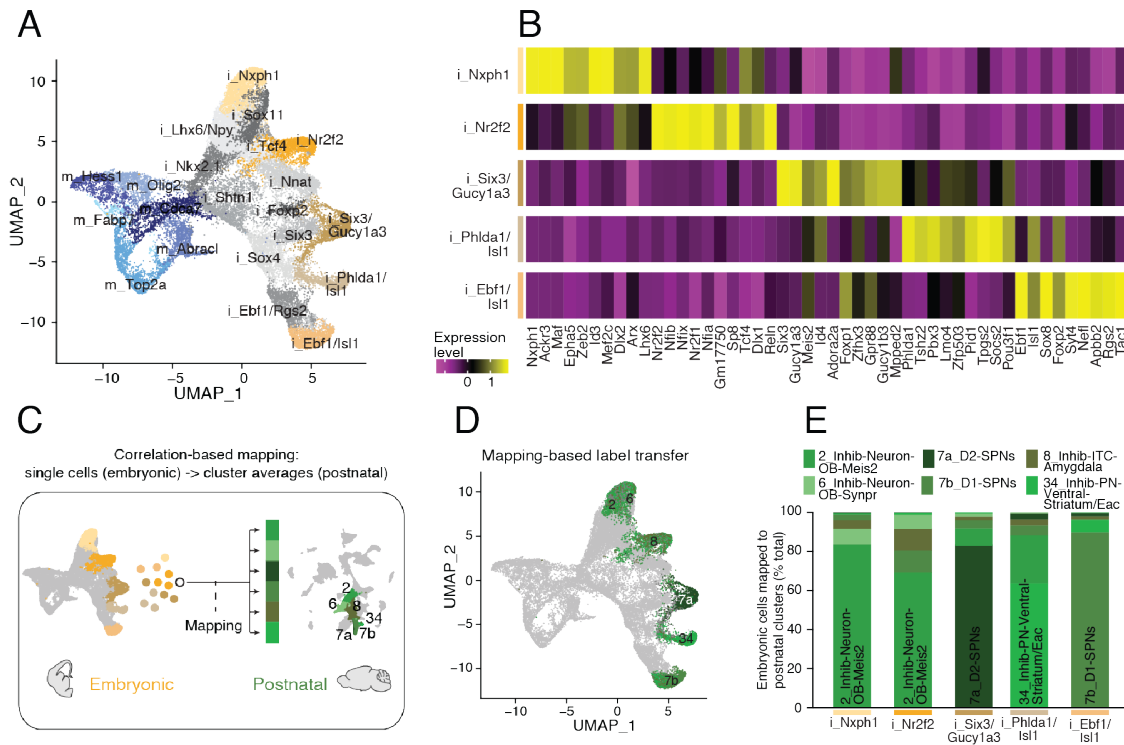 A
10
5
0
−5
−10
UMAP_2
−10
−5
0
5
UMAP_1
i_Nxph1
i_Sox11
i_Lhx6/Npy
i_Nr2f2
i_Tcf4
i_Nkx2.1
m_Hess1
m_Olig2
i_Nnat
i_Shtn1
m_Fabp7
i_Foxp2
i_Six3/
Gucy1a3
i_Six3
m_Abracl
i_Sox4
m_Top2a
i_Phlda1/
Isl1
i_Ebf1/Rgs2
i_Ebf1/Isl1
B
i_Nxph1
i_Nr2f2
i_Six3/
Gucy1a3
i_Phlda1/
Isl1
i_Ebf1/
Isl1
Expression
level
0 1
Nxph1
Ackr3
Maf
Epha5
Zeb2
Id3
Mef2c
Dlx2
Arx
Lhx6
Nr2f2
Nfib
Nfix
Nr2f1
Nfia
Gm17750
Sp8
Tcf4
Dlx1
Reln
Six3
Gucy1a3
Meis2
Id4
Adora2a
Foxp1
Zfhx3
Gpr88
Gucy1b3
Mpped2
Phlda1
Tshz2
Pbx3
Lmo4
Zfp503
Pld1
Tpgs2
Socs2
Pou3f1
Ebf1
Isl1
Sox8
Foxp2
Syt4
Nefl
Apbb2
Rgs2
Tac1
C
Correlation-based mapping:
single cells (embryonic) -> cluster averages (postnatal)
Mapping
2
6
8
34
7a
7b
Embryonic
Postnatal
D
Mapping-based label transfer
10
5
0
−5
−10
UMAP_2
−10
−5
0
5
UMAP_1
2
6
8
7a
34
7b
E
2_Inhib-Neuron-
OB-Meis2
6_Inhib-Neuron-
OB-Synpr
7a_D2-SPNs
7b_D1-SPNs
8_Inhib-ITC-
Amygdala
34_Inhib-PN-
Ventral-
Striatum/Eac
Embryonic cells mapped to
postnatal clusters (% total)
100
80
60
40
20
0
2_Inhib-Neuron-
OB-Meis2
2_Inhib-Neuron-
OB-Meis2
7a_D2-SPNs
34_Inhib-PN-Ventral-
Striatum/Eac
7b_D1-SPNs
i_Nxph1
i_Nr2f2
i_Six3/
Gucy1a3
i_Phlda1/
Isl1
i_Ebf1/
Isl1